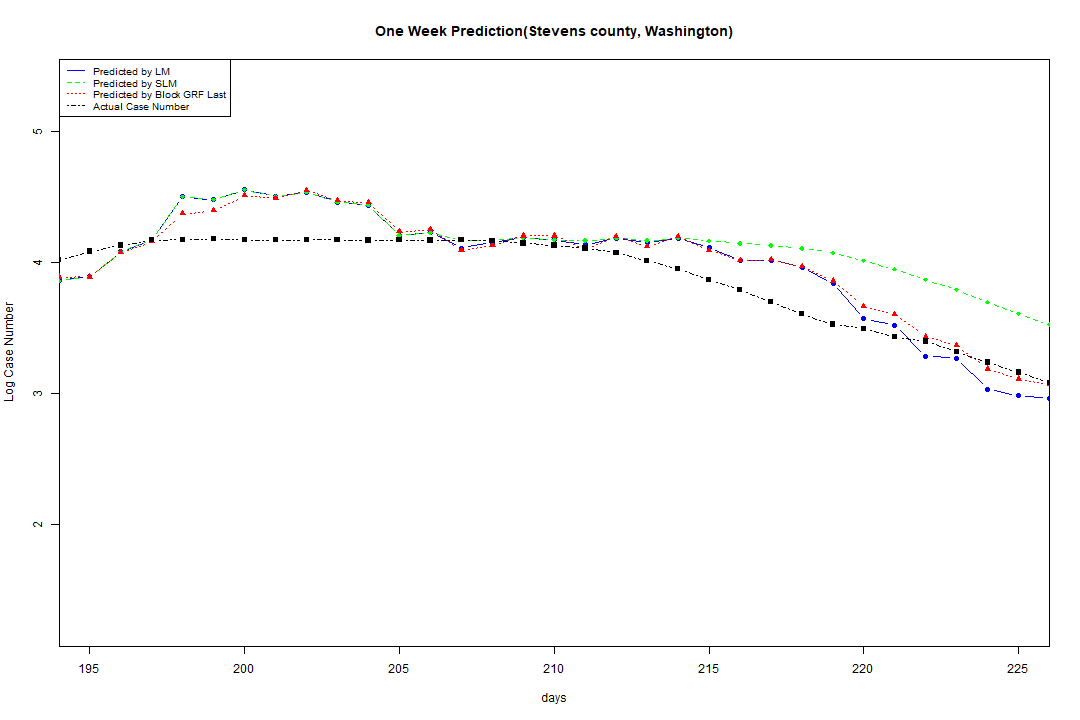 One Week Prediction(Stevens county, Washington)
Predicted by LM
Predicted by SLM
Predicted by Block GRF Last
Actual Case Number
5
4
3
2
Log Case Number
195 200 205 210 215 220 225
days